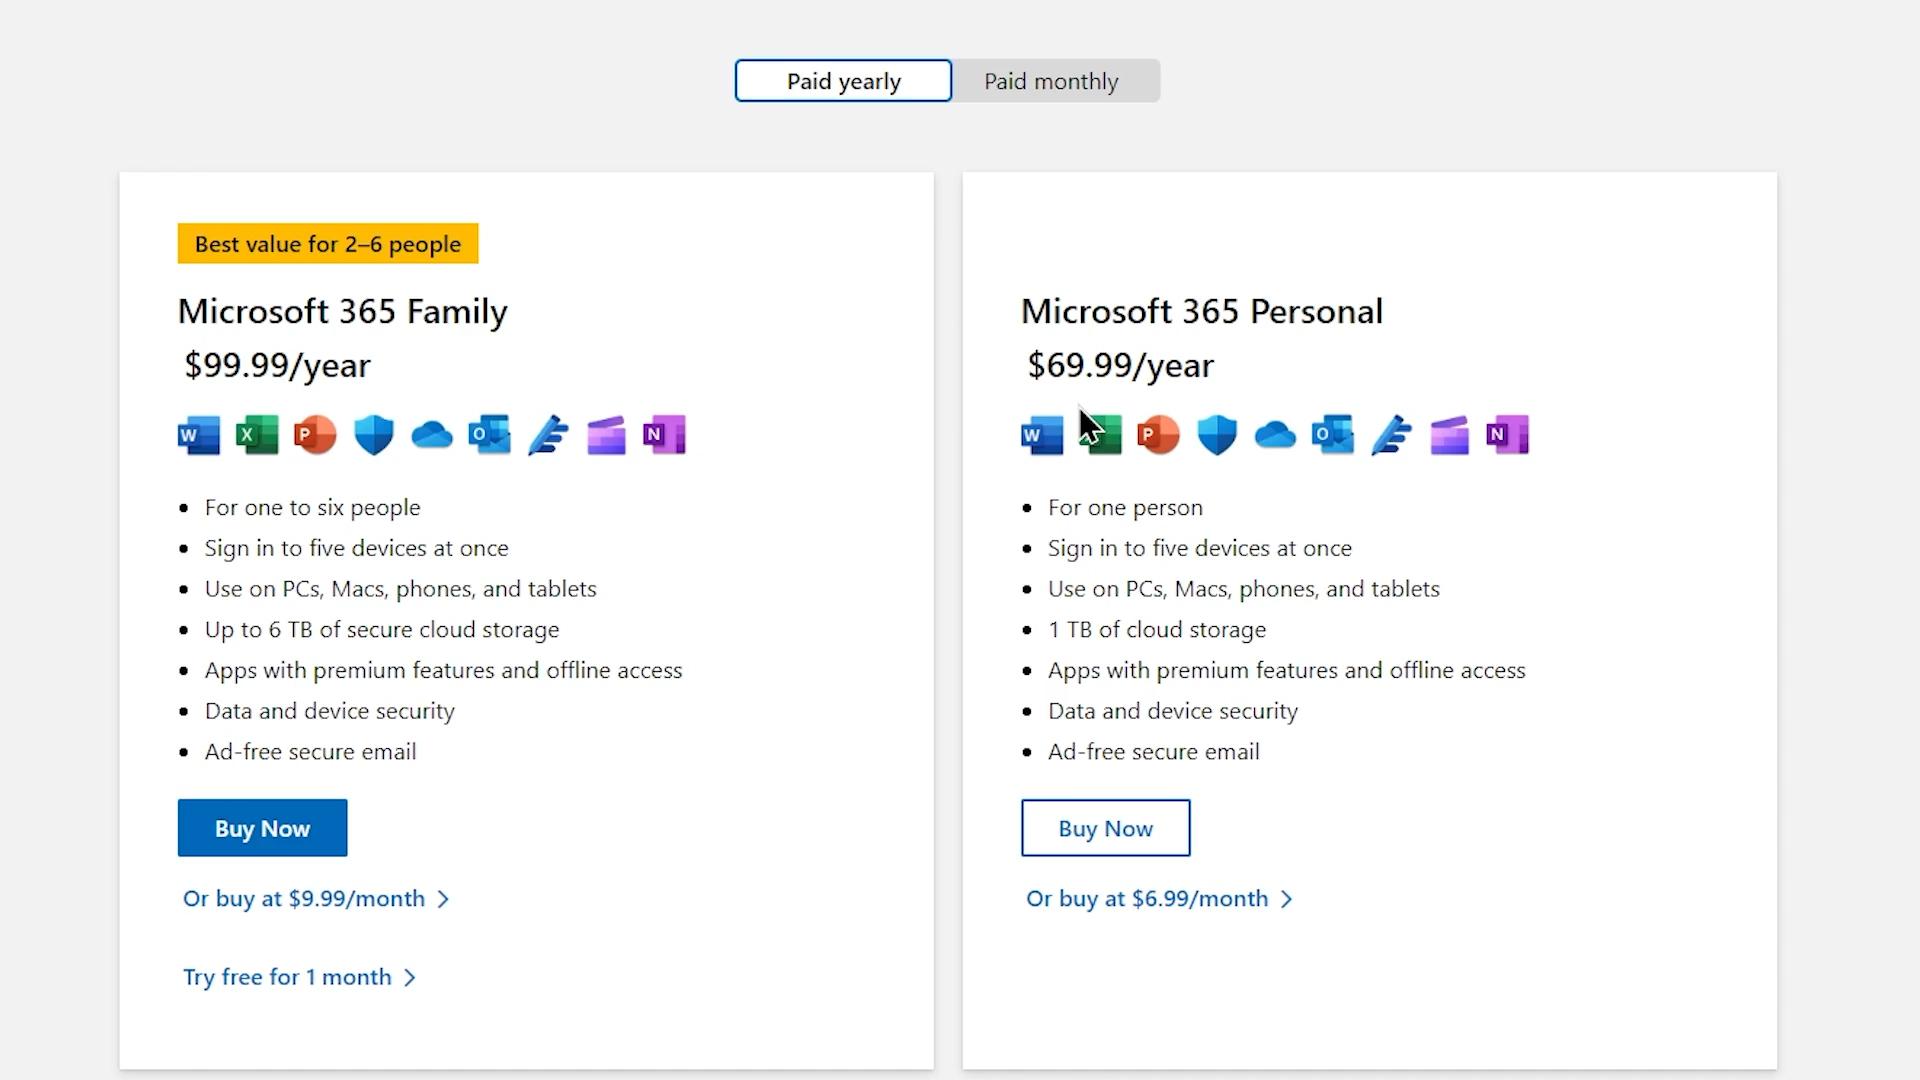 Paid yearly
Paid monthly
Best value for 2–6 people
Microsoft 365 Family
$99.99/year
W X P O N
For one to six people
Sign in to five devices at once
Use on PCs, Macs, phones, and tablets
Up to 6 TB of secure cloud storage
Apps with premium features and offline access
Data and device security
Ad-free secure email
Buy Now
Or buy at $9.99/month
Try free for 1 month
Microsoft 365 Personal
$69.99/year
W P O N
For one person
Sign in to five devices at once
Use on PCs, Macs, phones, and tablets
1 TB of cloud storage
Apps with premium features and offline access
Data and device security
Ad-free secure email
Buy Now
Or buy at $6.99/month